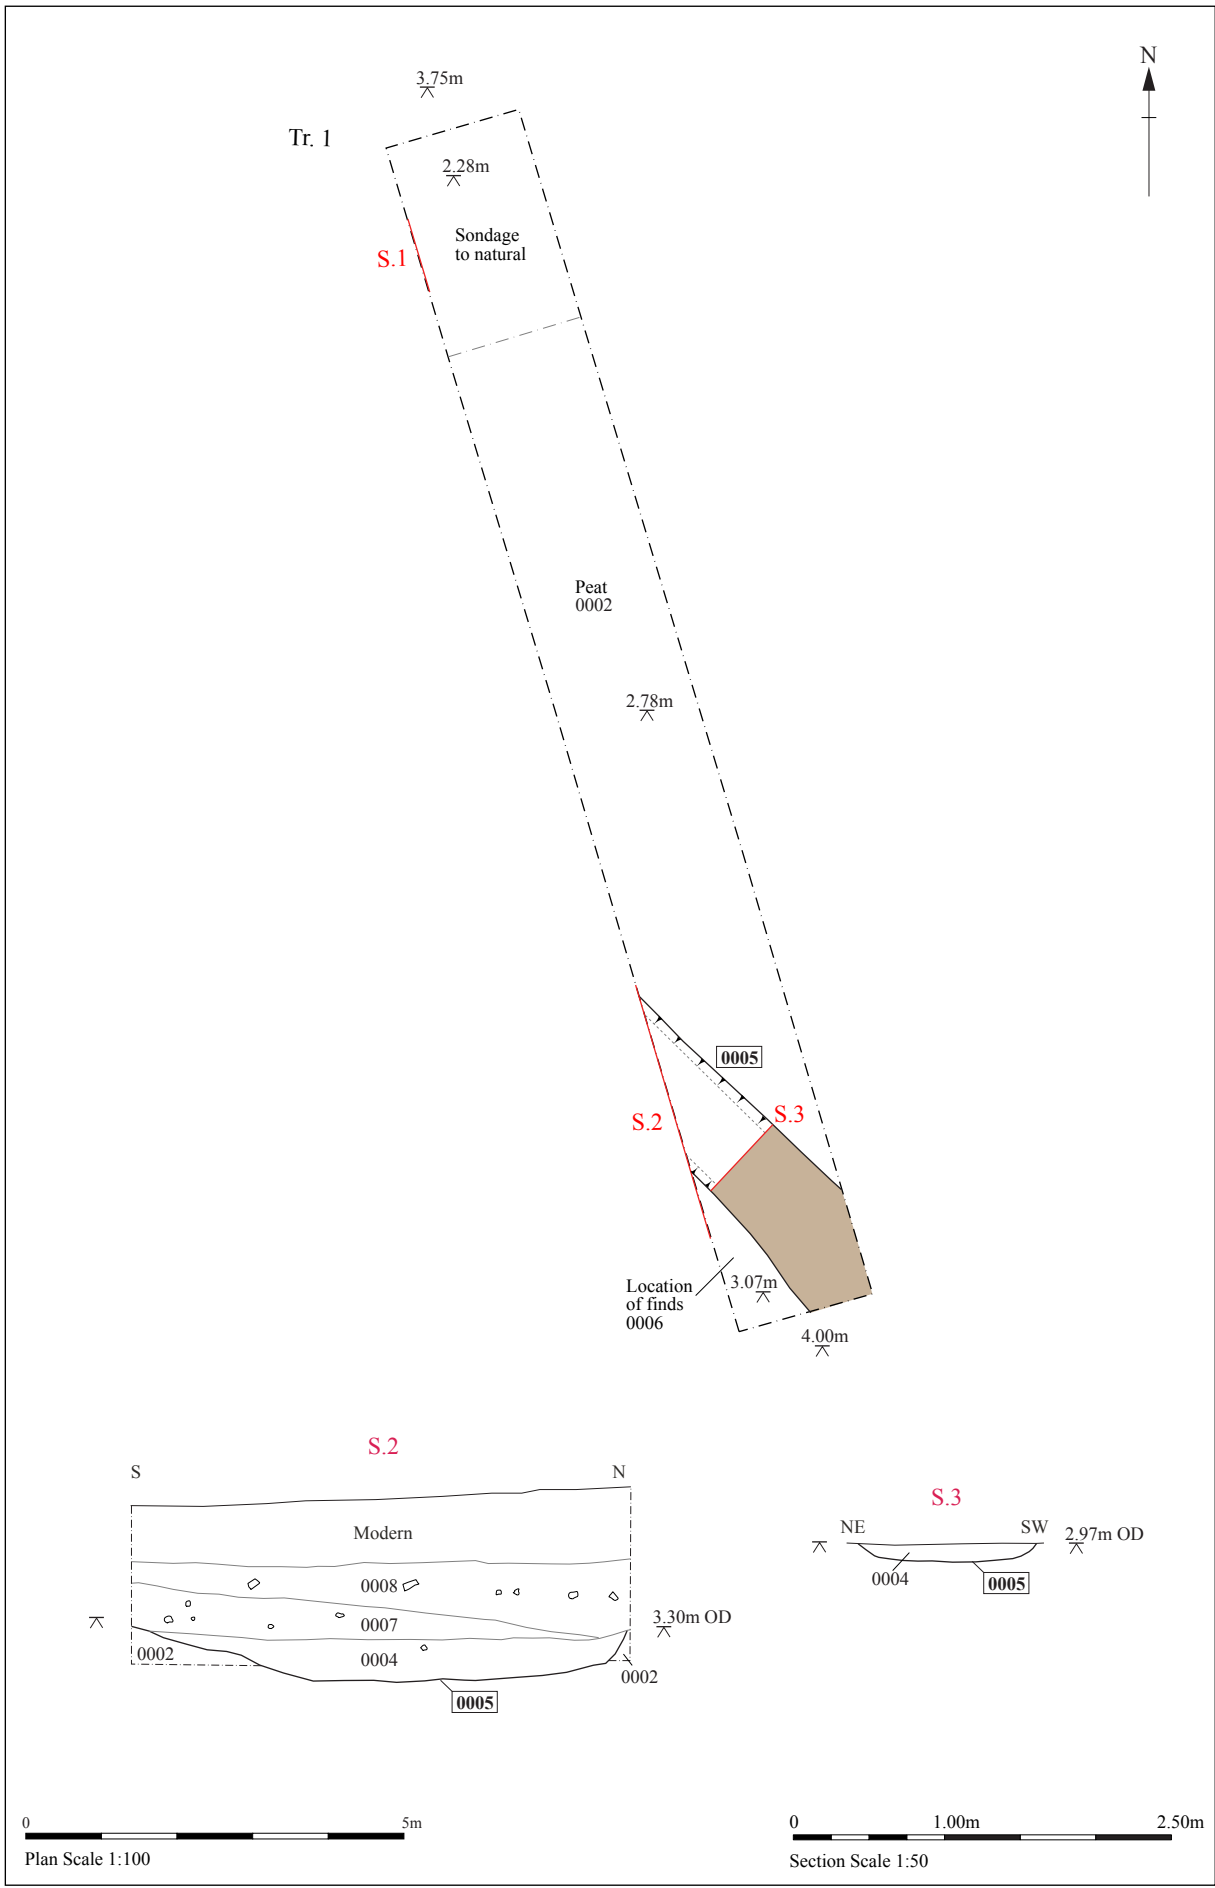 3.75m
N
Tr. 1
2.28m
Sondage
to natural
S.1
Peat
0002
2.78m
0005
S.3
S.2
Location
of finds
0006
3.07m
4.00m
S.2
S
N
Modern
0008
0007
3.30m OD
0002
0004
0002
0005
S.3
NE
SW
2.97m OD
0004
0005
0
5m
Plan Scale 1:100
0
1.00m
2.50m
Section Scale 1:50